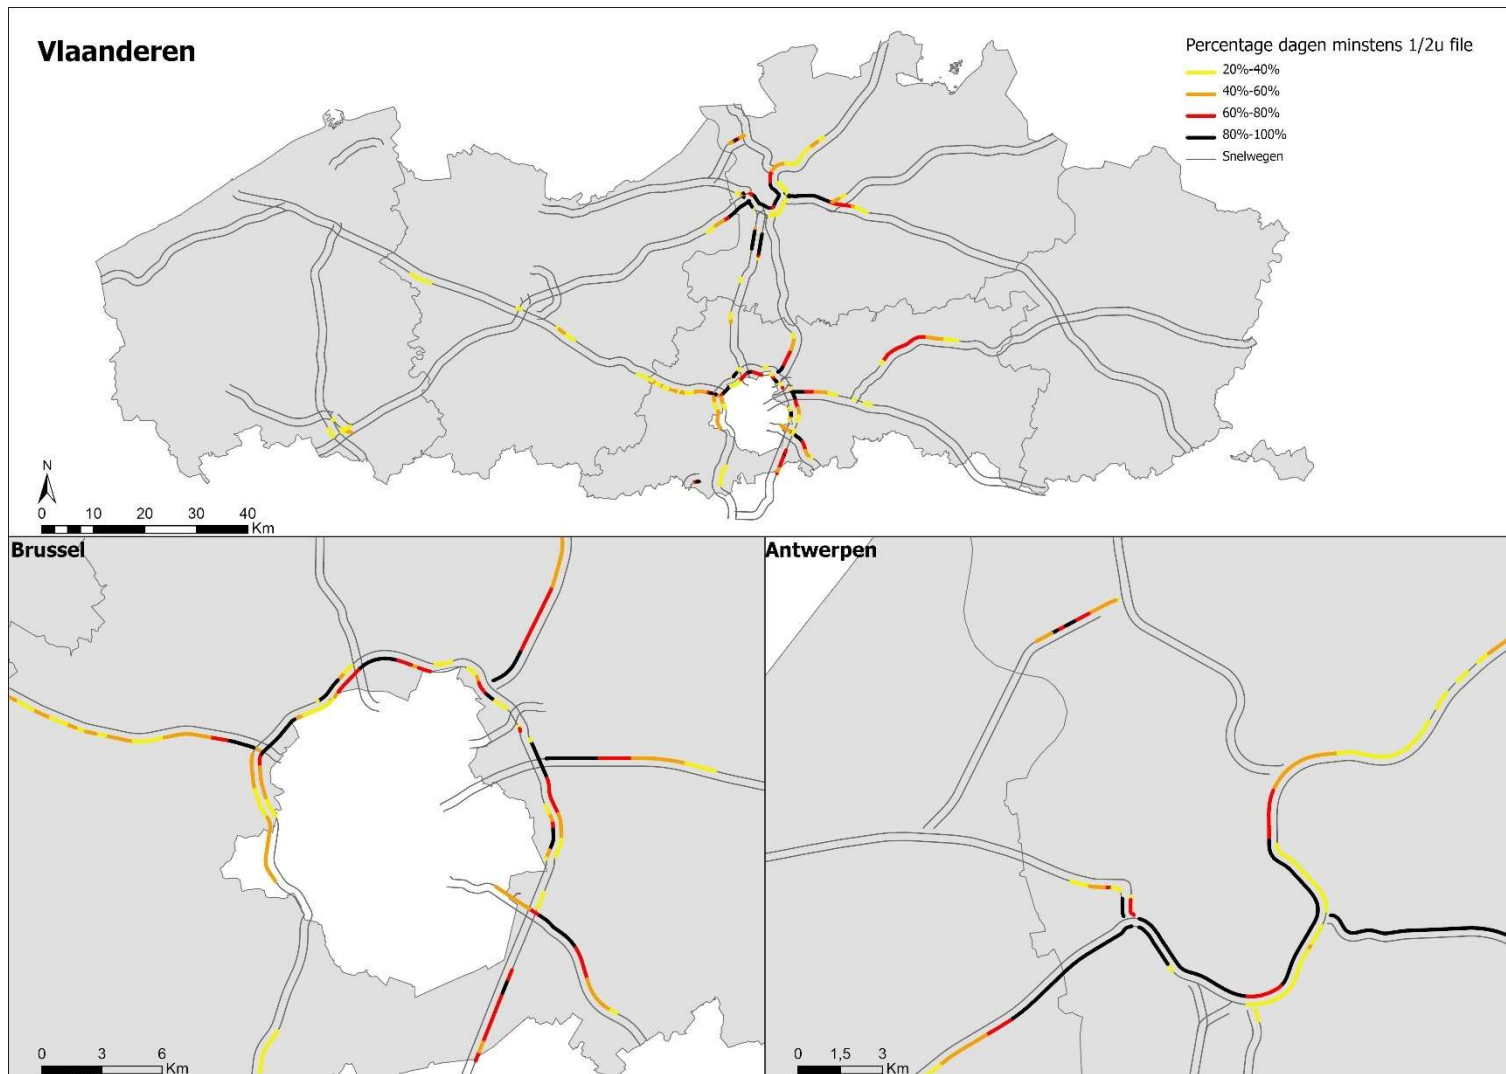 Vlaanderen
Percentage dagen minstens 1/2u file
20%-40%
40%-60%
60%-80%
80%-100%
Snelwegen
N
0 10 20 30 40
Km
Brussel
0 3 6
Km
Antwerpen
0 1,5 3
Km